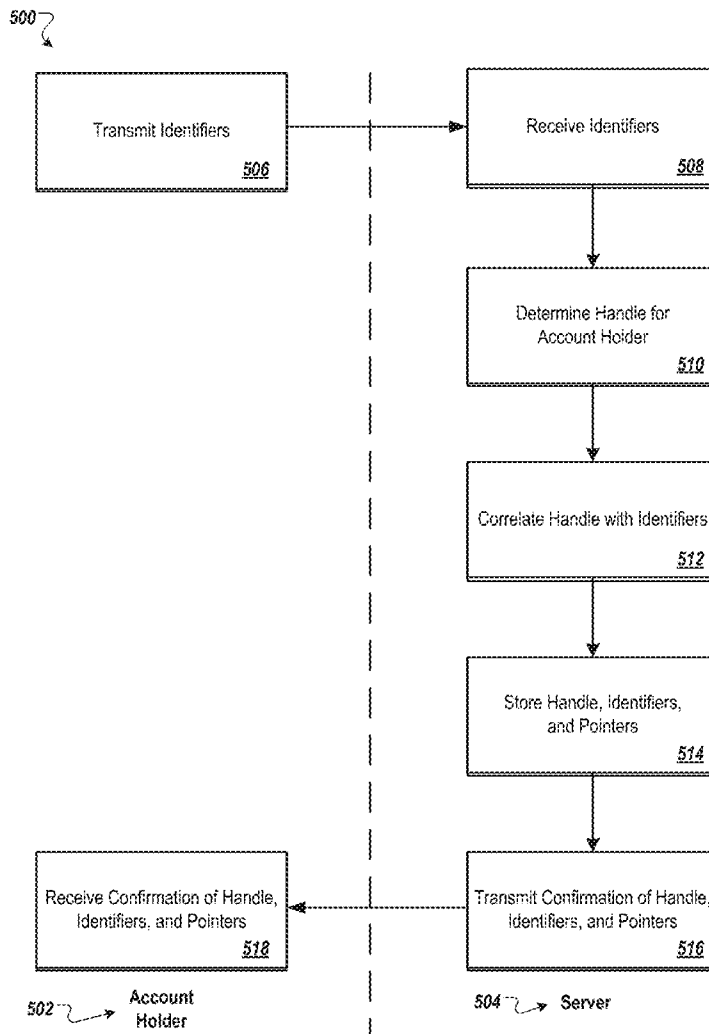 500
Transmit Identifiers
506
Receive Identifiers
508
Determine Handle for
Account Holder
510
Correlate Handle with Identifiers
512
Store Handle, Identifiers,
and Pointers
514
Receive Confirmation of Handle,
Identifiers, and Pointers
518
Transmit Confirmation of Handle,
Identifiers, and Pointers
516
502
Account
Holder
504
Server